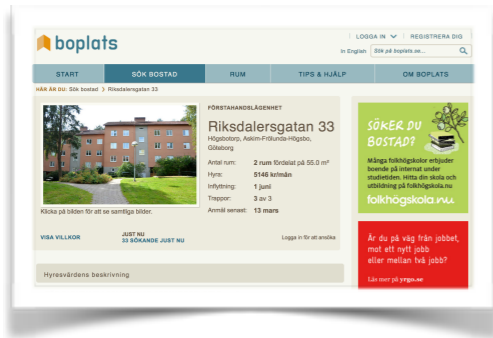 boplats
LOGGA IN
REGISTRERA DIG
In English
Sök på boplats.se...
START
SÖK BOSTAD
RUM
TIPS & HJÄLP
OM BOPLATS
HÄR ÄR DU: Sök bostad > Riksdalersgatan 33
FÖRSTAHANDSLÄGENHET
Riksdalersgatan 33
Högsbotorp, Askim-Frölunda-Högsbo,
Göteborg
Antal rum: 2 rum fördelat på 55.0 m²
Hyra: 5146 kr/mån
Inflyttning: 1 juni
Trappor: 3 av 3
Anmäl senast: 13 mars
Klicka på bilden för att se samtliga bilder.
VISA VILLKOR
JUST NU
33 SÖKANDE JUST NU
Logga in för att ansöka
Hyresvärdens beskrivning
SÖKER DU
BOSTAD?
Många folkhögskolor erbjuder
boende på internat under
studietiden. Hitta din skola och
utbildning på folkhögskola.nu
folkhögskola.nu
Är du på väg från jobbet,
mot ett nytt jobb
eller mellan två jobb?
Läs mer på yrgo.se